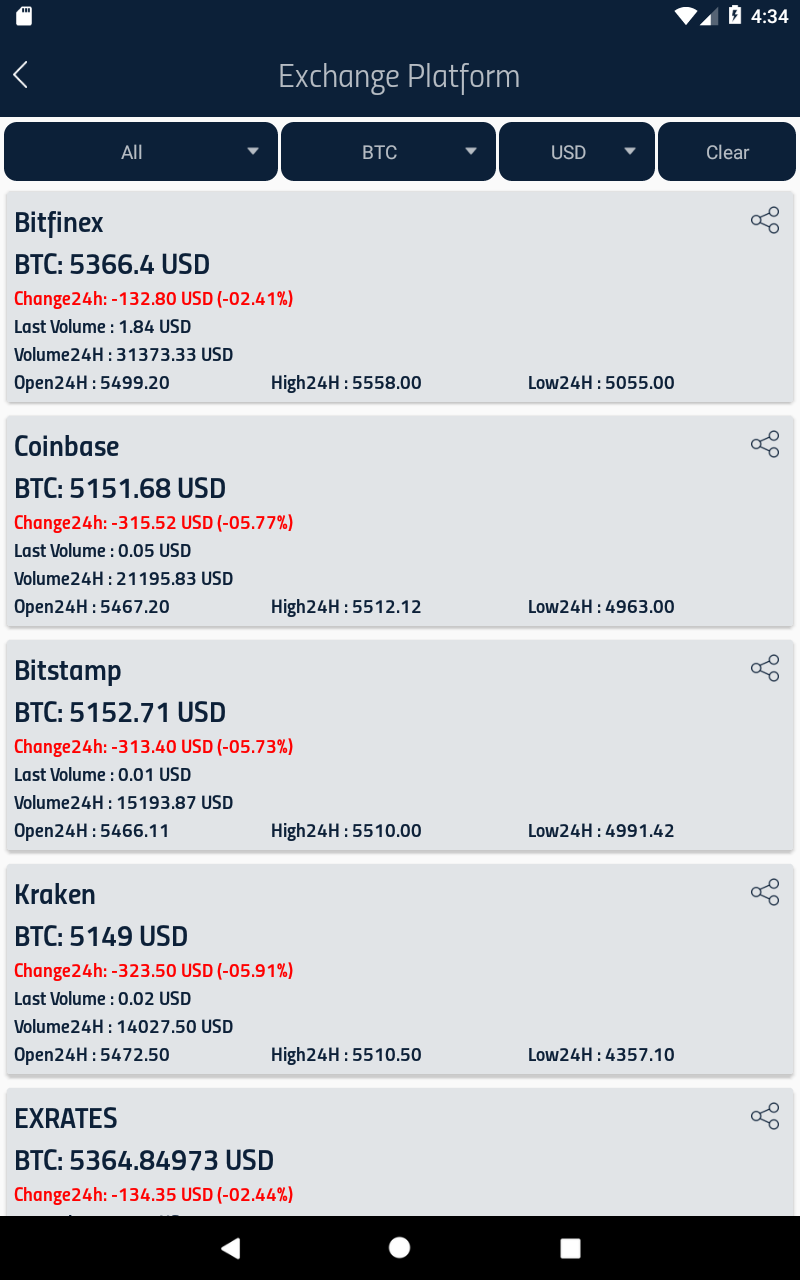 4:34
Exchange Platform
All BTC USD Clear
Bitfinex
BTC: 5366.4 USD
Change24h: -132.80 USD (-02.41%)
Last Volume : 1.84 USD
Volume24H : 31373.33 USD
Open24H : 5499.20 High24H : 5558.00 Low24H : 5055.00
Coinbase
BTC: 5151.68 USD
Change24h: -315.52 USD (-05.77%)
Last Volume : 0.05 USD
Volume24H : 21195.83 USD
Open24H : 5467.20 High24H : 5512.12 Low24H : 4963.00
Bitstamp
BTC: 5152.71 USD
Change24h: -313.40 USD (-05.73%)
Last Volume : 0.01 USD
Volume24H : 15193.87 USD
Open24H : 5466.11 High24H : 5510.00 Low24H : 4991.42
Kraken
BTC: 5149 USD
Change24h: -323.50 USD (-05.91%)
Last Volume : 0.02 USD
Volume24H : 14027.50 USD
Open24H : 5472.50 High24H : 5510.50 Low24H : 4357.10
EXRATES
BTC: 5364.84973 USD
Change24h: -134.35 USD (-02.44%)